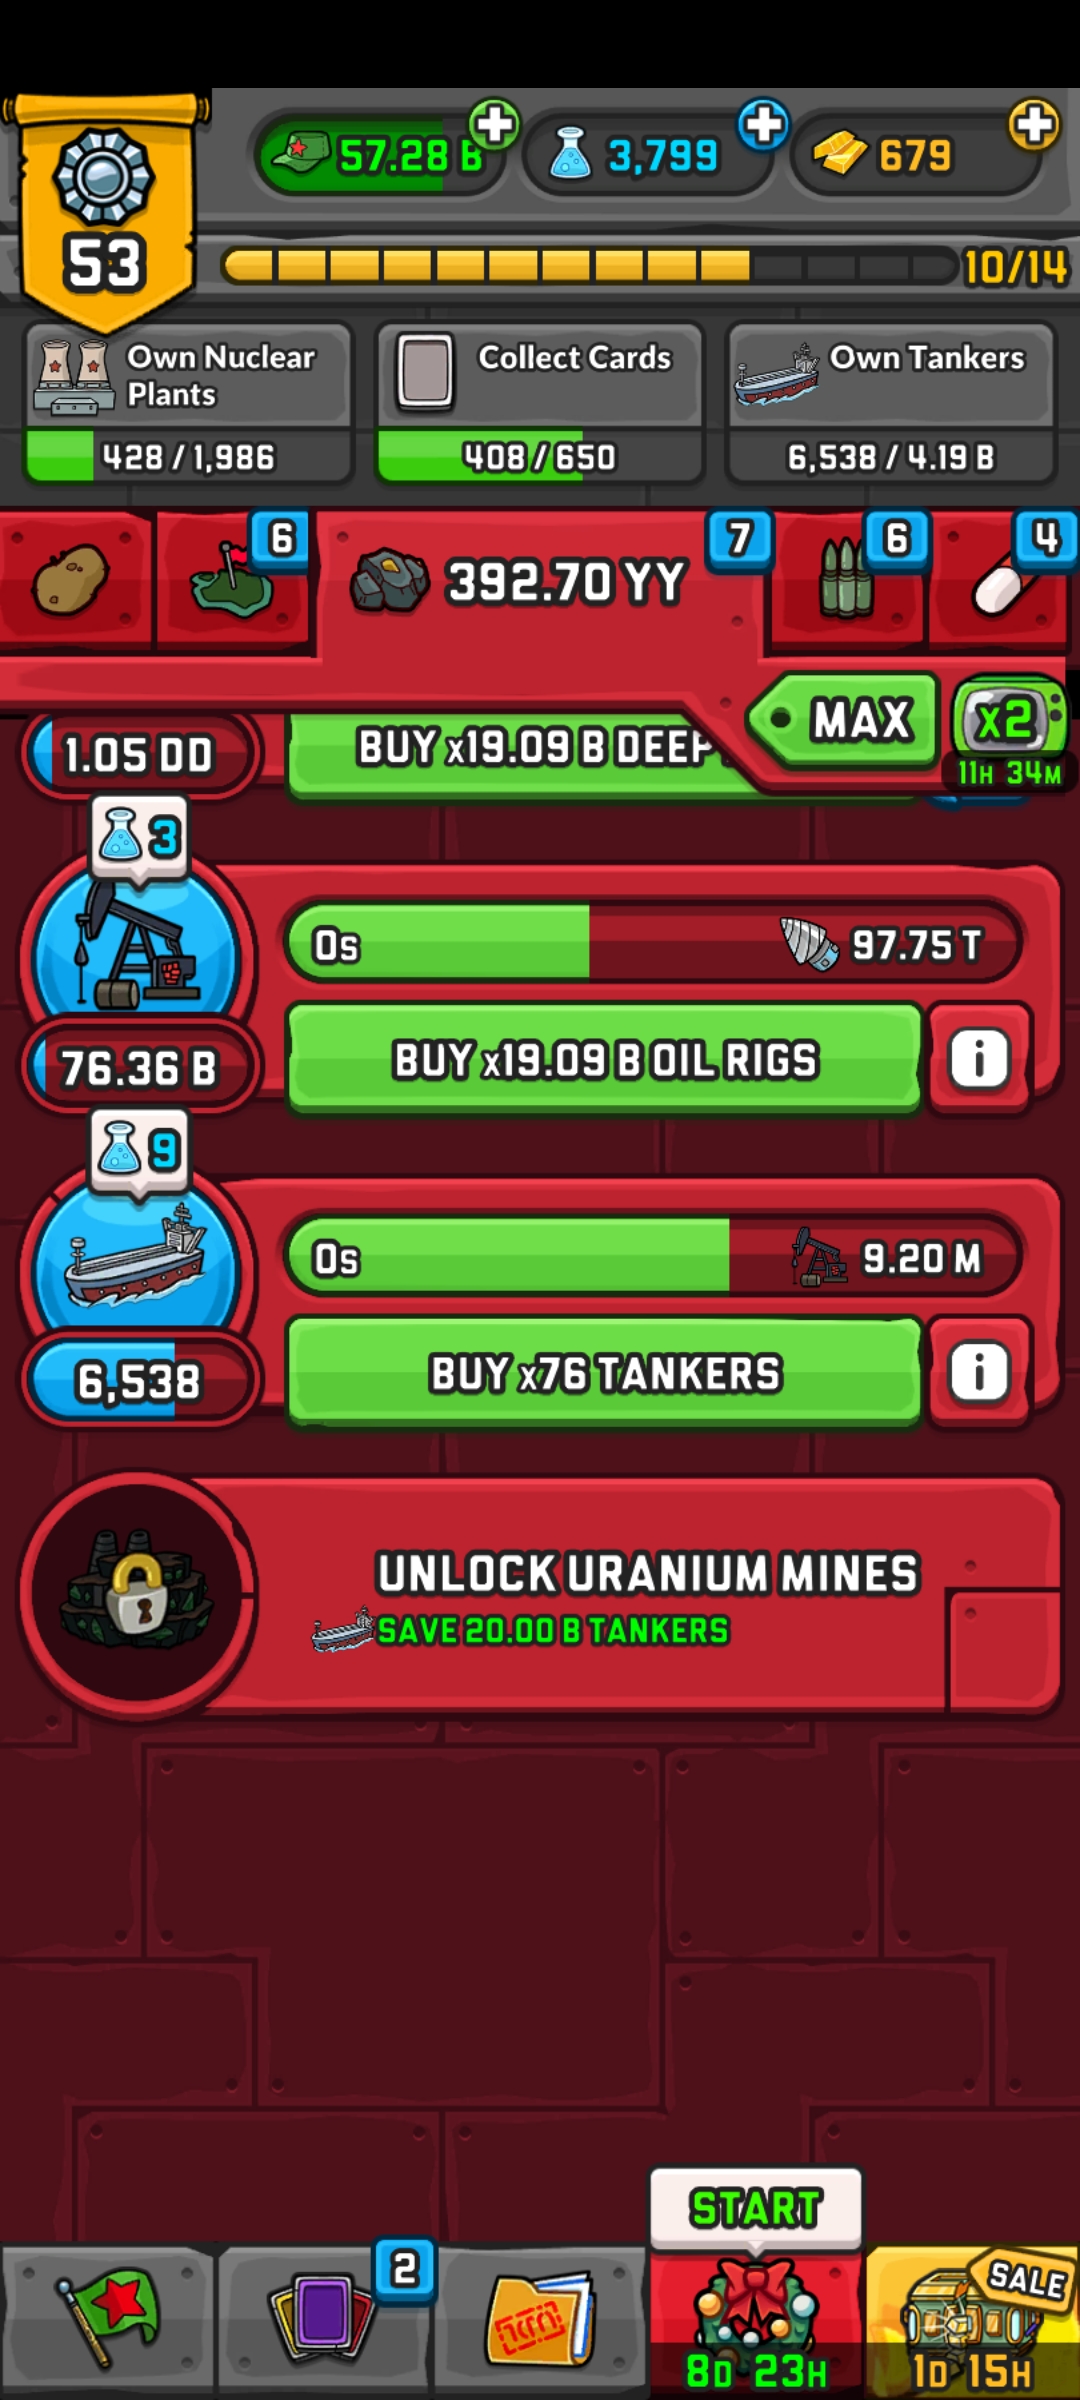 57.28 B
3,799
679
53
10/14
Own Nuclear
Plants
428 / 1,986
Collect Cards
408 / 650
Own Tankers
6,538 / 4.19 B
6
392.70 YY
7
6
4
MAX
x2
11H 34M
1.05 DD
BUY x19.09 B DEEP
3
0s
97.75 T
76.36 B
BUY x19.09 B OIL RIGS
i
9
0s
9.20 M
6,538
BUY x76 TANKERS
i
UNLOCK URANIUM MINES
SAVE 20.00 B TANKERS
START
2
SALE
8D 23H
1D 15H